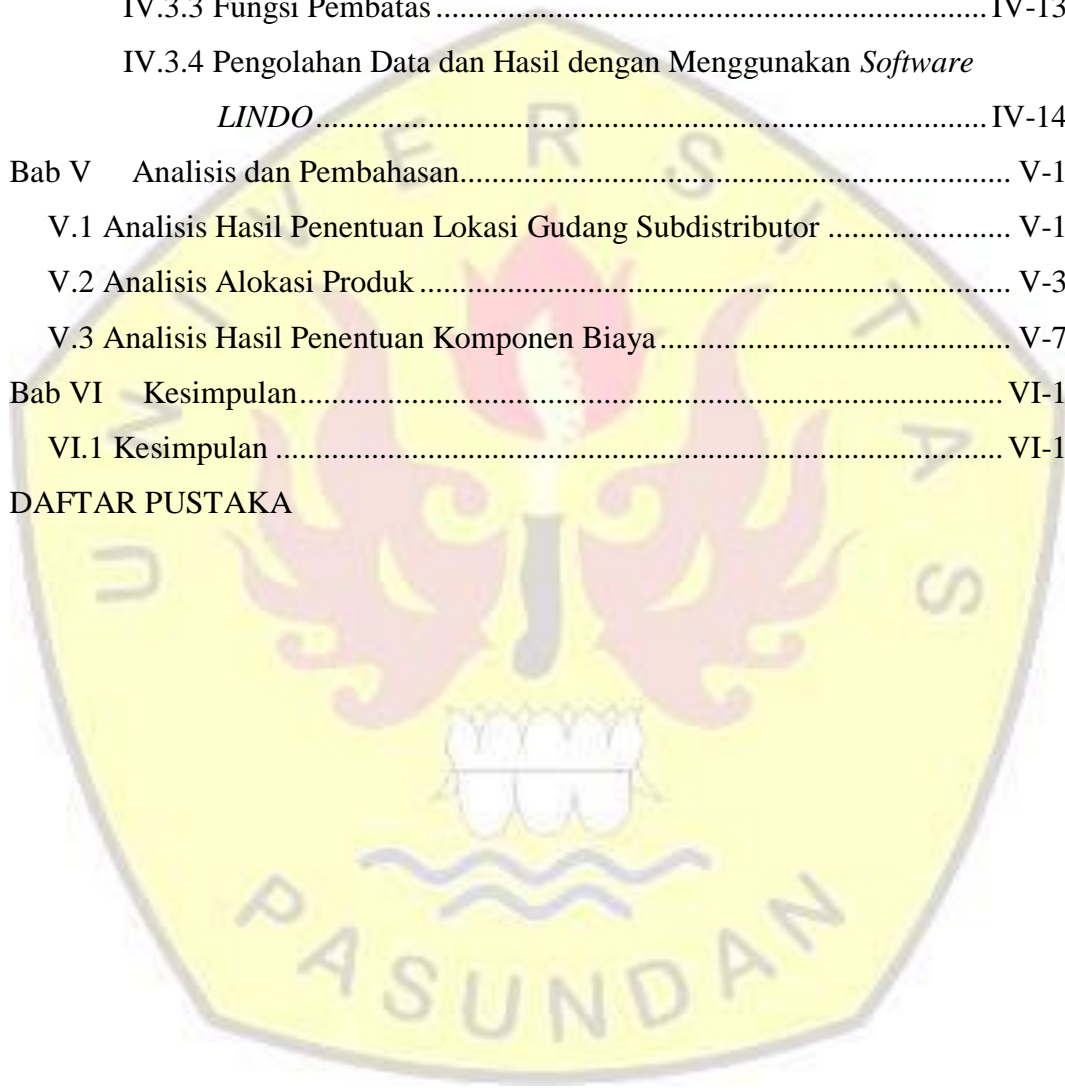 IV.3.3 Fungsi Pembatas ...................................................................... IV-13
IV.3.4 Pengolahan Data dan Hasil dengan Menggunakan Software
LINDO ..................................................................................... IV-14
Bab V Analisis dan Pembahasan...................................................................... V-1
V.1 Analisis Hasil Penentuan Lokasi Gudang Subdistributor ....................... V-1
V.2 Analisis Alokasi Produk ........................................................................... V-3
V.3 Analisis Hasil Penentuan Komponen Biaya ............................................ V-7
Bab VI Kesimpulan......................................................................................... VI-1
VI.1 Kesimpulan ............................................................................................ VI-1
DAFTAR PUSTAKA
UNIVERSITAS
PASUNDAN